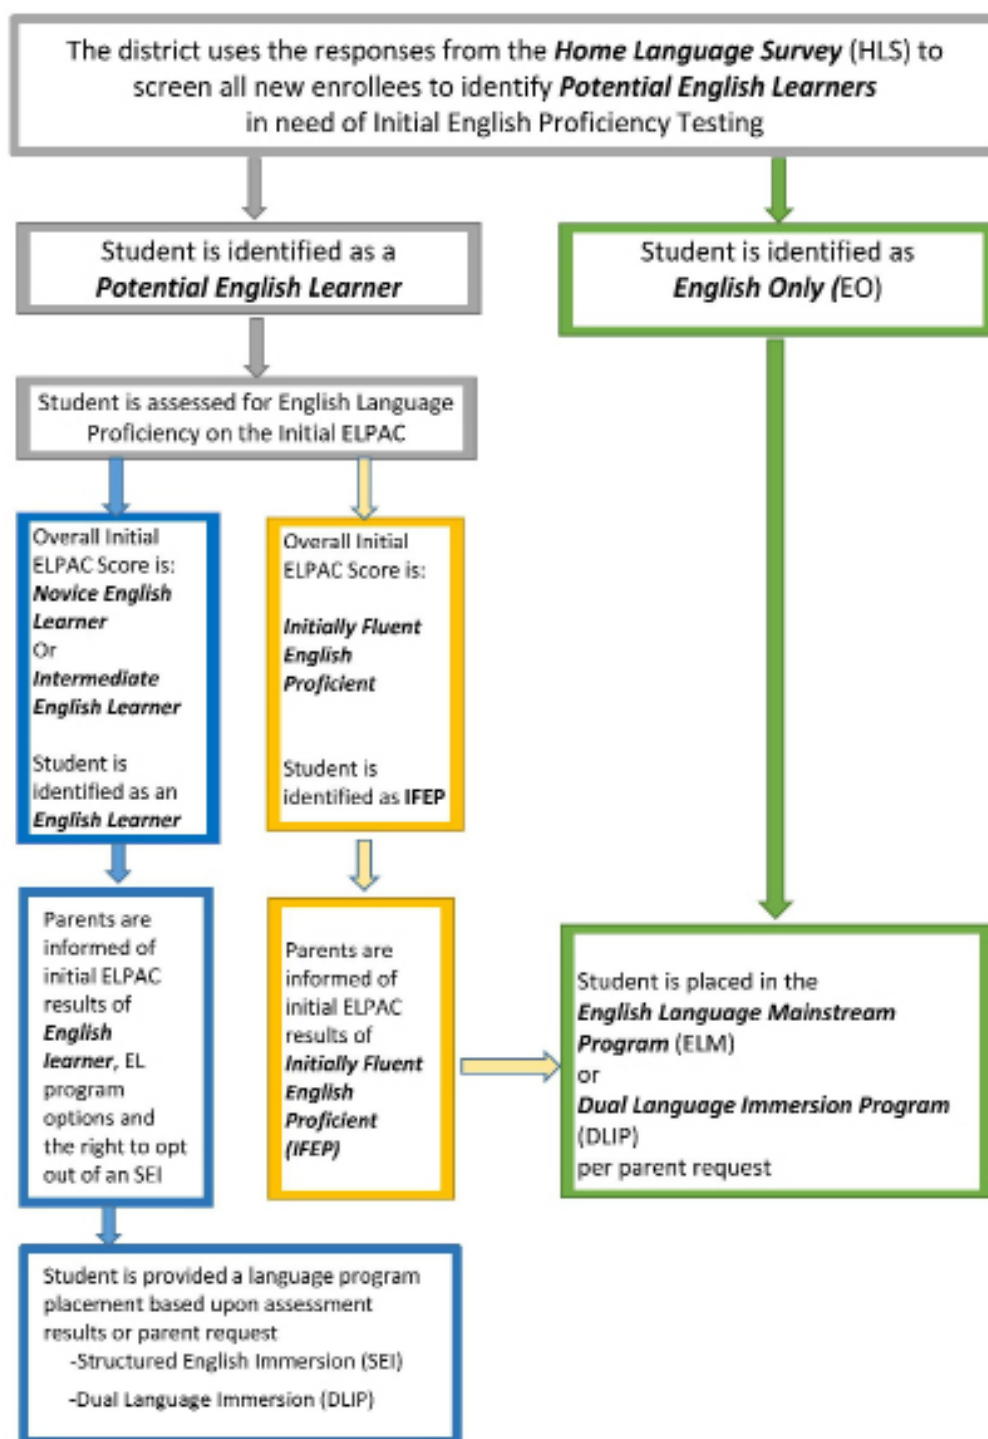 The district uses the responses from the Home Language Survey (HLS) to
screen all new enrollees to identify Potential English Learners
in need of Initial English Proficiency Testing
Student is identified as a
Potential English Learner
Student is identified as
English Only (EO)
Student is assessed for English Language
Proficiency on the Initial ELPAC
Overall Initial
ELPAC Score is:
Novice English
Learner
Or
Intermediate
English Learner
Student is
identified as an
English Learner
Overall Initial
ELPAC Score is:
Initially Fluent
English
Proficient
Student is
identified as IFEP
Parents are
informed of
initial ELPAC
results of
English
learner, EL
program
options and
the right to opt
out of an SEI
Parents are
informed of
initial ELPAC
results of
Initially Fluent
English
Proficient
(IFEP)
Student is placed in the
English Language Mainstream
Program (ELM)
or
Dual Language Immersion Program
(DLIP)
per parent request
Student is provided a language program
placement based upon assessment
results or parent request
-Structured English Immersion (SEI)
-Dual Language Immersion (DLIP)